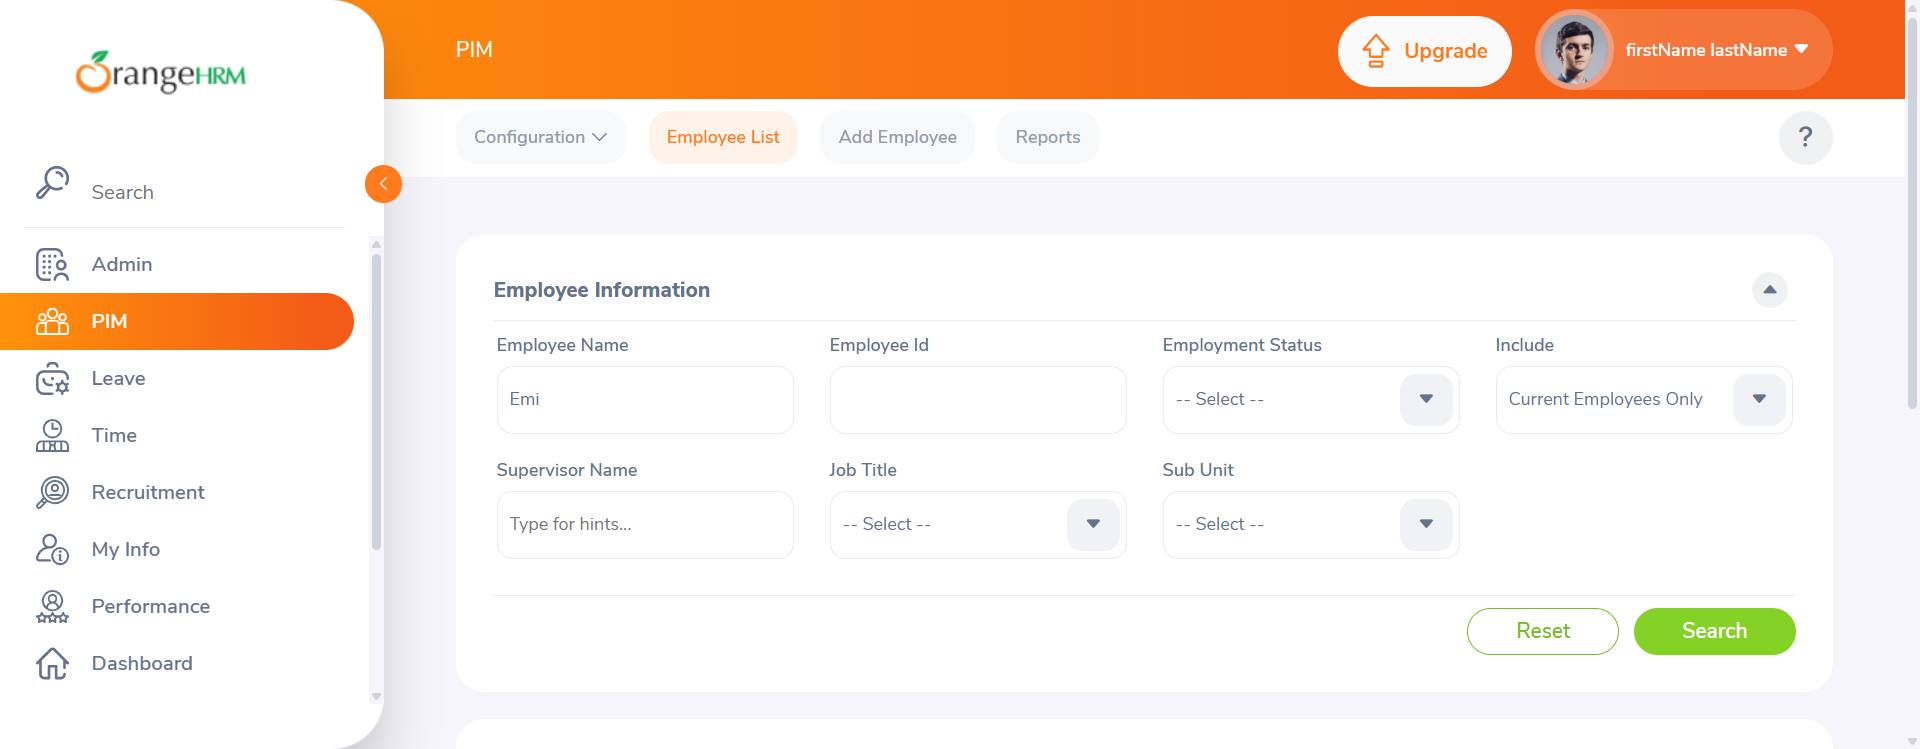 OrangeHRM
PIM
Upgrade
firstName lastName
Configuration
Employee List
Add Employee
Reports
?
Search
Admin
PIM
Leave
Time
Recruitment
My Info
Performance
Dashboard
Employee Information
Employee Name
Employee Id
Employment Status
Include
Emi
-- Select --
Current Employees Only
Supervisor Name
Job Title
Sub Unit
Type for hints...
-- Select --
-- Select --
Reset
Search